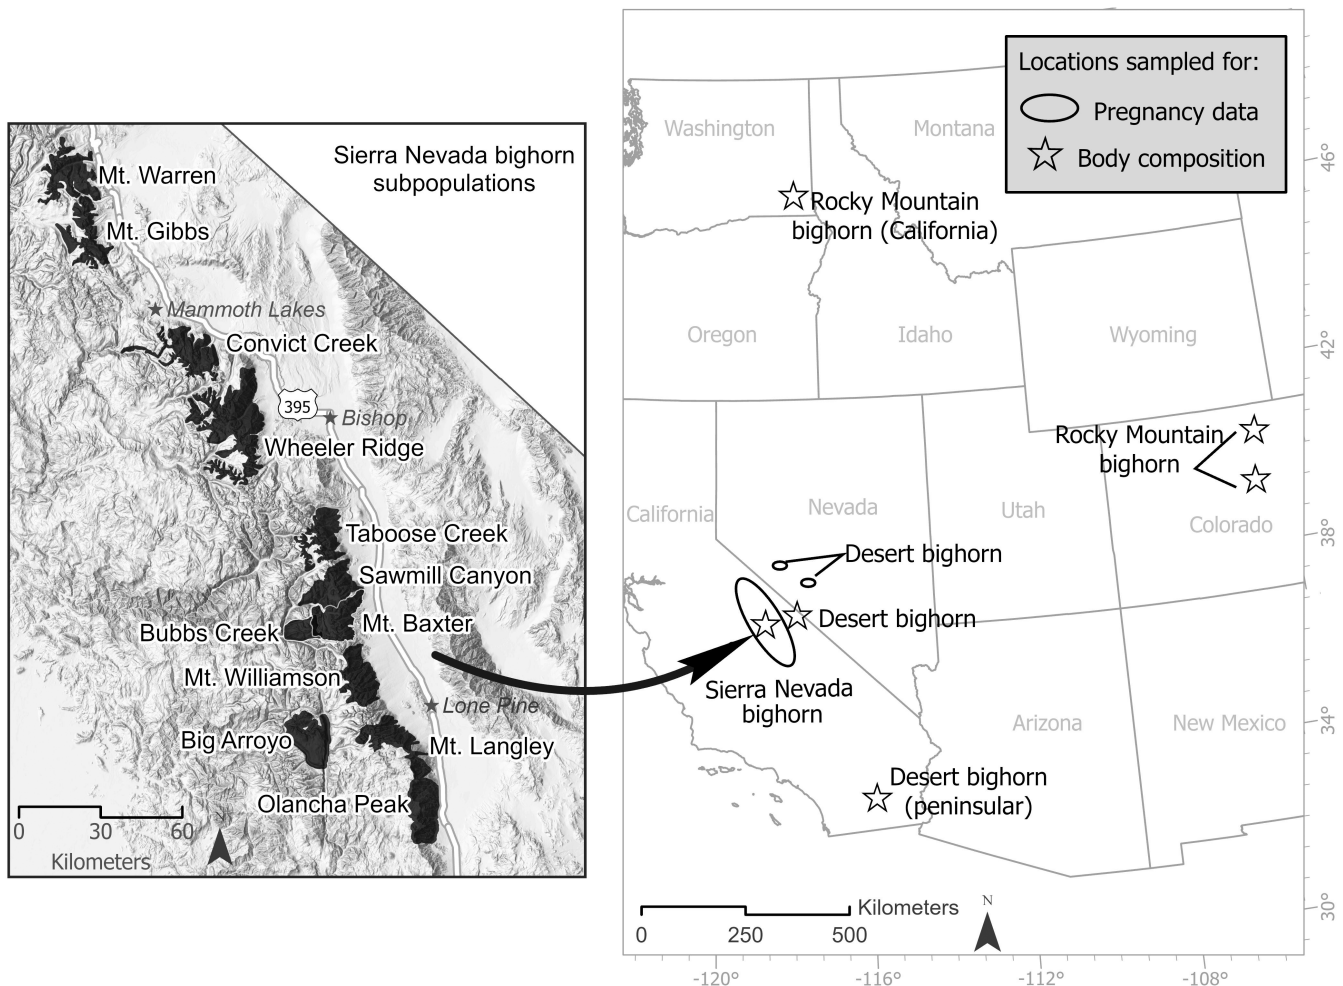 Sierra Nevada bighorn
subpopulations
Mt. Warren
Mt. Gibbs
Mammoth Lakes
Convict Creek
395
Bishop
Wheeler Ridge
Taboose Creek
Sawmill Canyon
Mt. Baxter
Bubbs Creek
Mt. Williamson
Lone Pine
Big Arroyo
Mt. Langley
Olancha Peak
0 30 60
Kilometers
Locations sampled for:
Pregnancy data
Body composition
Washington
Montana
Rocky Mountain
bighorn (California)
Oregon
Idaho
Wyoming
Rocky Mountain
bighorn
California
Nevada
Utah
Colorado
Desert bighorn
Desert bighorn
Sierra Nevada
bighorn
Arizona
New Mexico
Desert bighorn
(peninsular)
Kilometers
0 250 500
N
46°
42°
38°
34°
30°
-120° -116° -112° -108°